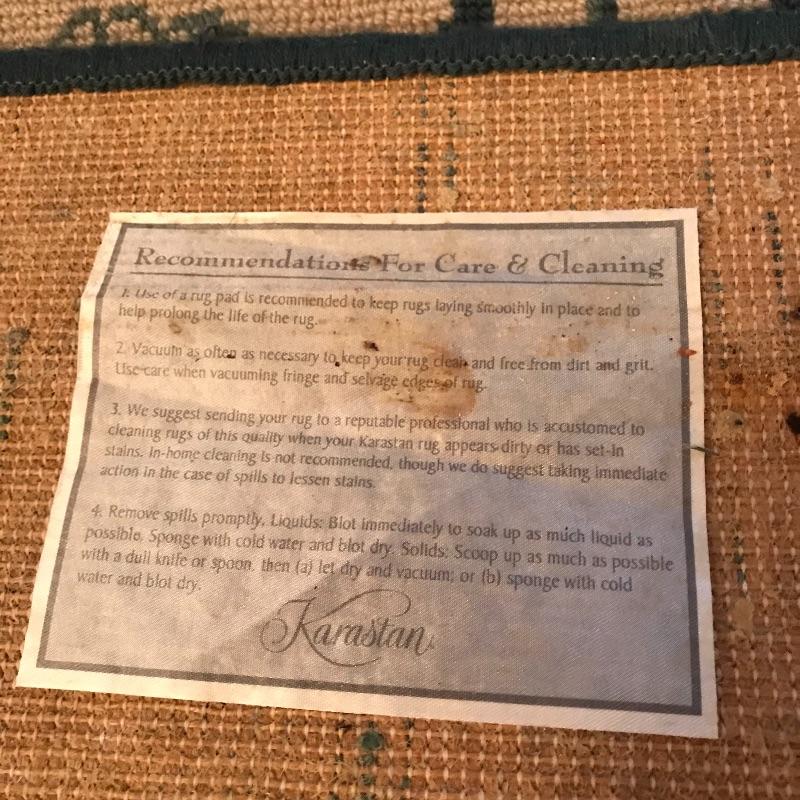 Recommendations For Care & Cleaning
1. Use of a rug pad is recommended to keep rugs laying smoothly in place and to
help prolong the life of the rug.
2. Vacuum as often as necessary to keep your rug clean and free from dirt and grit.
Use care when vacuuming fringe and selvage edges of rug.
3. We suggest sending your rug to a reputable professional who is accustomed to
cleaning rugs of this quality when your Karastan rug appears dirty or has set-in
stains. In-home cleaning is not recommended, though we do suggest taking immediate
action in the case of spills to lessen stains.
4. Remove spills promptly. Liquids: Blot immediately to soak up as much liquid as
possible. Sponge with cold water and blot dry. Solids: Scoop up as much as possible
with a dull knife or spoon, then (a) let dry and vacuum; or (b) sponge with cold
water and blot dry.
Karastan